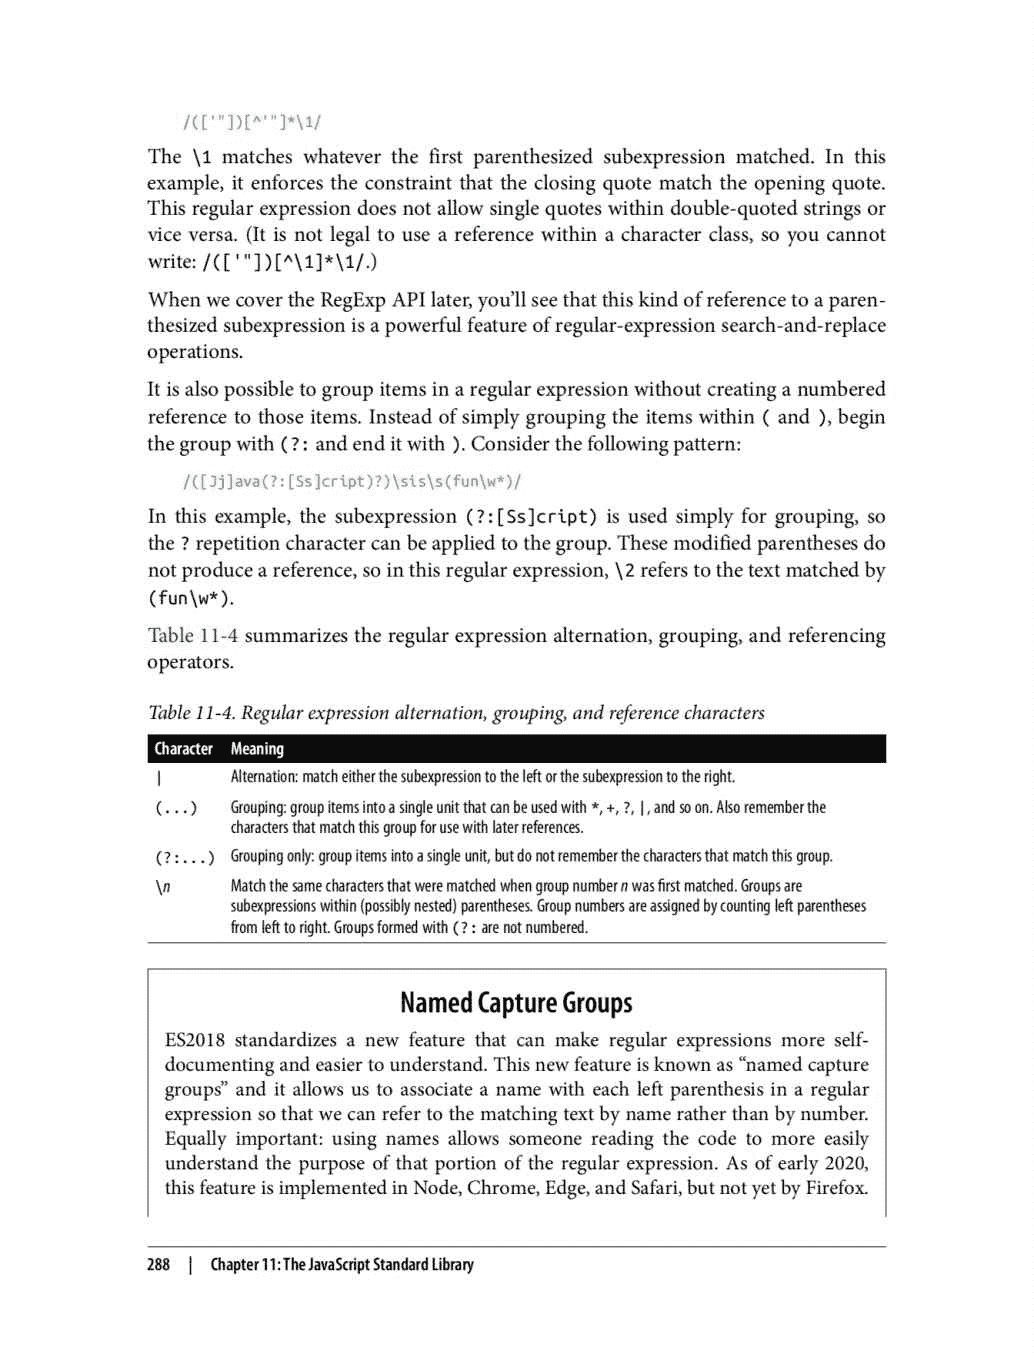 /(['"])[^'"]*\1/
The \1 matches whatever the first parenthesized subexpression matched. In this
example, it enforces the constraint that the closing quote match the opening quote.
This regular expression does not allow single quotes within double-quoted strings or
vice versa. (It is not legal to use a reference within a character class, so you cannot
write: /(['"])[^\1]*\1/.)
When we cover the RegExp API later, you’ll see that this kind of reference to a paren-
thesized subexpression is a powerful feature of regular-expression search-and-replace
operations.
It is also possible to group items in a regular expression without creating a numbered
reference to those items. Instead of simply grouping the items within ( and ), begin
the group with (?: and end it with ). Consider the following pattern:
/([Jj]ava(?:[Ss]cript)?)\sis\s(fun\w*)/
In this example, the subexpression (?:[Ss]cript) is used simply for grouping, so
the ? repetition character can be applied to the group. These modified parentheses do
not produce a reference, so in this regular expression, \2 refers to the text matched by
(fun\w*).
Table 11-4 summarizes the regular expression alternation, grouping, and referencing
operators.
Table 11-4. Regular expression alternation, grouping, and reference characters
Character Meaning
| Alternation: match either the subexpression to the left or the subexpression to the right.
(...) Grouping: group items into a single unit that can be used with *, +, ?, |, and so on. Also remember the
characters that match this group for use with later references.
(?:...) Grouping only: group items into a single unit, but do not remember the characters that match this group.
\n Match the same characters that were matched when group number n was first matched. Groups are
subexpressions within (possibly nested) parentheses. Group numbers are assigned by counting left parentheses
from left to right. Groups formed with (?: are not numbered.
Named Capture Groups
ES2018 standardizes a new feature that can make regular expressions more self-
documenting and easier to understand. This new feature is known as “named capture
groups” and it allows us to associate a name with each left parenthesis in a regular
expression so that we can refer to the matching text by name rather than by number.
Equally important: using names allows someone reading the code to more easily
understand the purpose of that portion of the regular expression. As of early 2020,
this feature is implemented in Node, Chrome, Edge, and Safari, but not yet by Firefox.
288 | Chapter 11: The JavaScript Standard Library